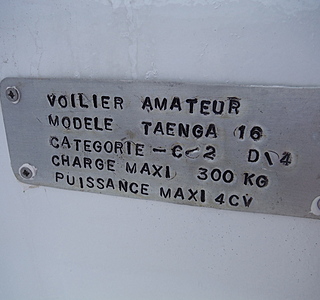 VOILIER AMATEUR
MODELE TAENGA 16
CATEGORIE - C/2 D/4
CHARGE MAXI 300 KG
PUISSANCE MAXI 4CV